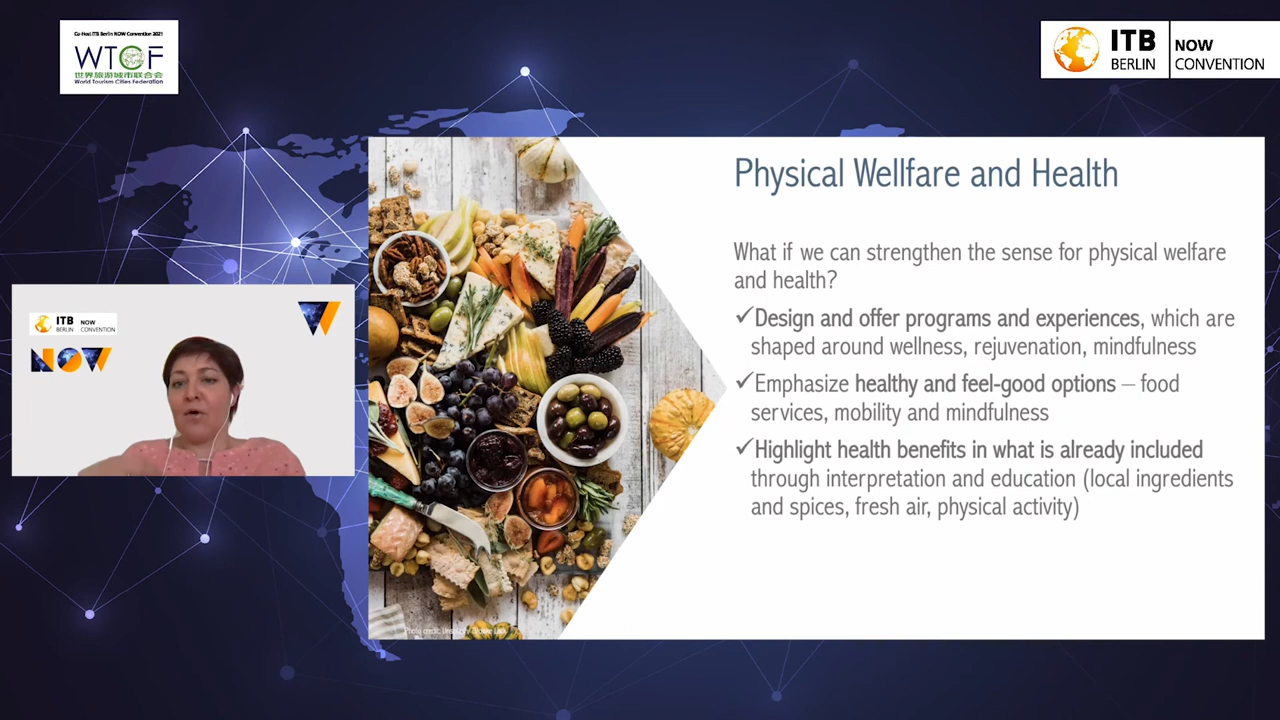 Co-Host ITB Berlin NOW Convention 2021
WTCF
世界旅游城市联合会
World Tourism Cities Federation
ITB
BERLIN
NOW
CONVENTION
ITB
BERLIN
NOW
CONVENTION
NOW
Physical Wellfare and Health
What if we can strengthen the sense for physical welfare
and health?
✓Design and offer programs and experiences, which are
shaped around wellness, rejuvenation, mindfulness
✓Emphasize healthy and feel-good options – food
services, mobility and mindfulness
✓Highlight health benefits in what is already included
through interpretation and education (local ingredients
and spices, fresh air, physical activity)
Photo credit: